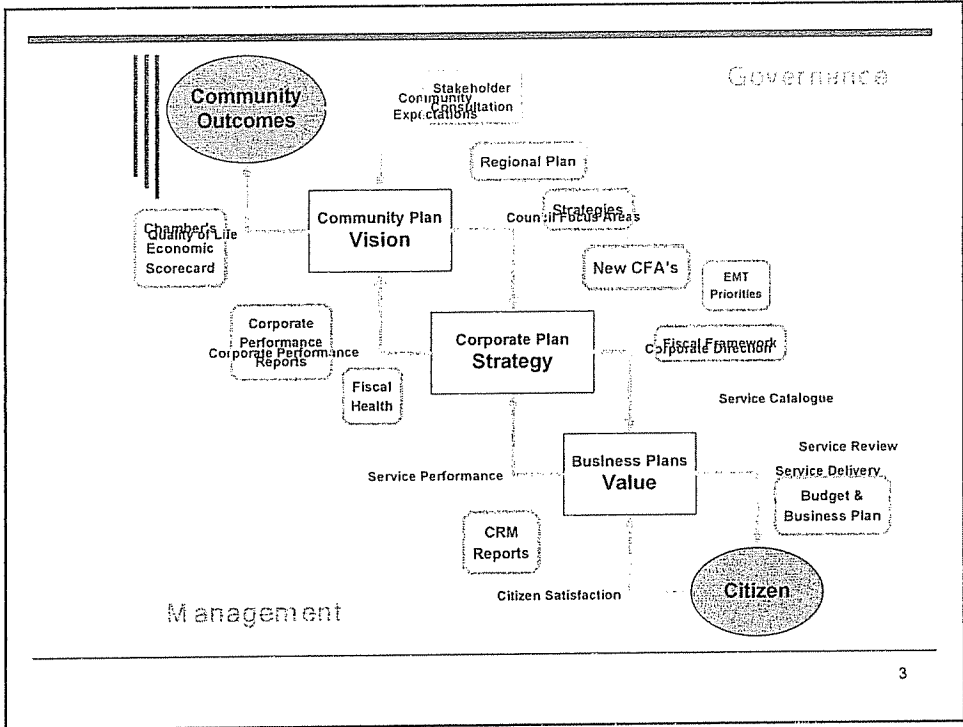 Governance
Community
Outcomes
Stakeholder
Consultation
Community
Expectations
Regional Plan
Strategies
Council Focus Areas
Community Plan
Vision
Chamber's
Economic
Scorecard
Quality of Life
New CFA's
EMT
Priorities
Corporate
Performance
Reports
Corporate Performance
Corporate Plan
Strategy
Fiscal Framework
Corporate Direction
Fiscal
Health
Service Catalogue
Service Review
Service Delivery
Service Performance
Business Plans
Value
Budget &
Business Plan
CRM
Reports
Citizen Satisfaction
Citizen
Management
3